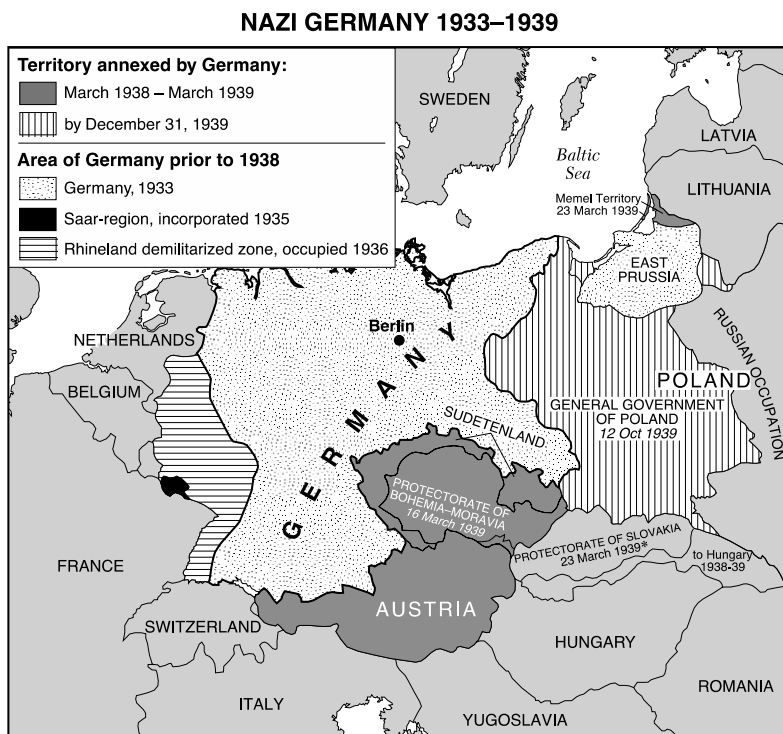 NAZI GERMANY 1933–1939
Territory annexed by Germany:
March 1938 – March 1939
by December 31, 1939
Area of Germany prior to 1938
Germany, 1933
Saar-region, incorporated 1935
Rhineland demilitarized zone, occupied 1936
SWEDEN
LATVIA
Baltic
Sea
LITHUANIA
Memel Territory
23 March 1939
EAST
PRUSSIA
NETHERLANDS
Berlin
RUSSIAN OCCUPATION
BELGIUM
GERMANY
POLAND
GENERAL GOVERNMENT
OF POLAND
12 Oct 1939
SUDETENLAND
PROTECTORATE OF
BOHEMIA–MORAVIA
16 March 1939
PROTECTORATE OF SLOVAKIA
23 March 1939*
to Hungary
1938-39
FRANCE
AUSTRIA
SWITZERLAND
HUNGARY
ROMANIA
ITALY
YUGOSLAVIA